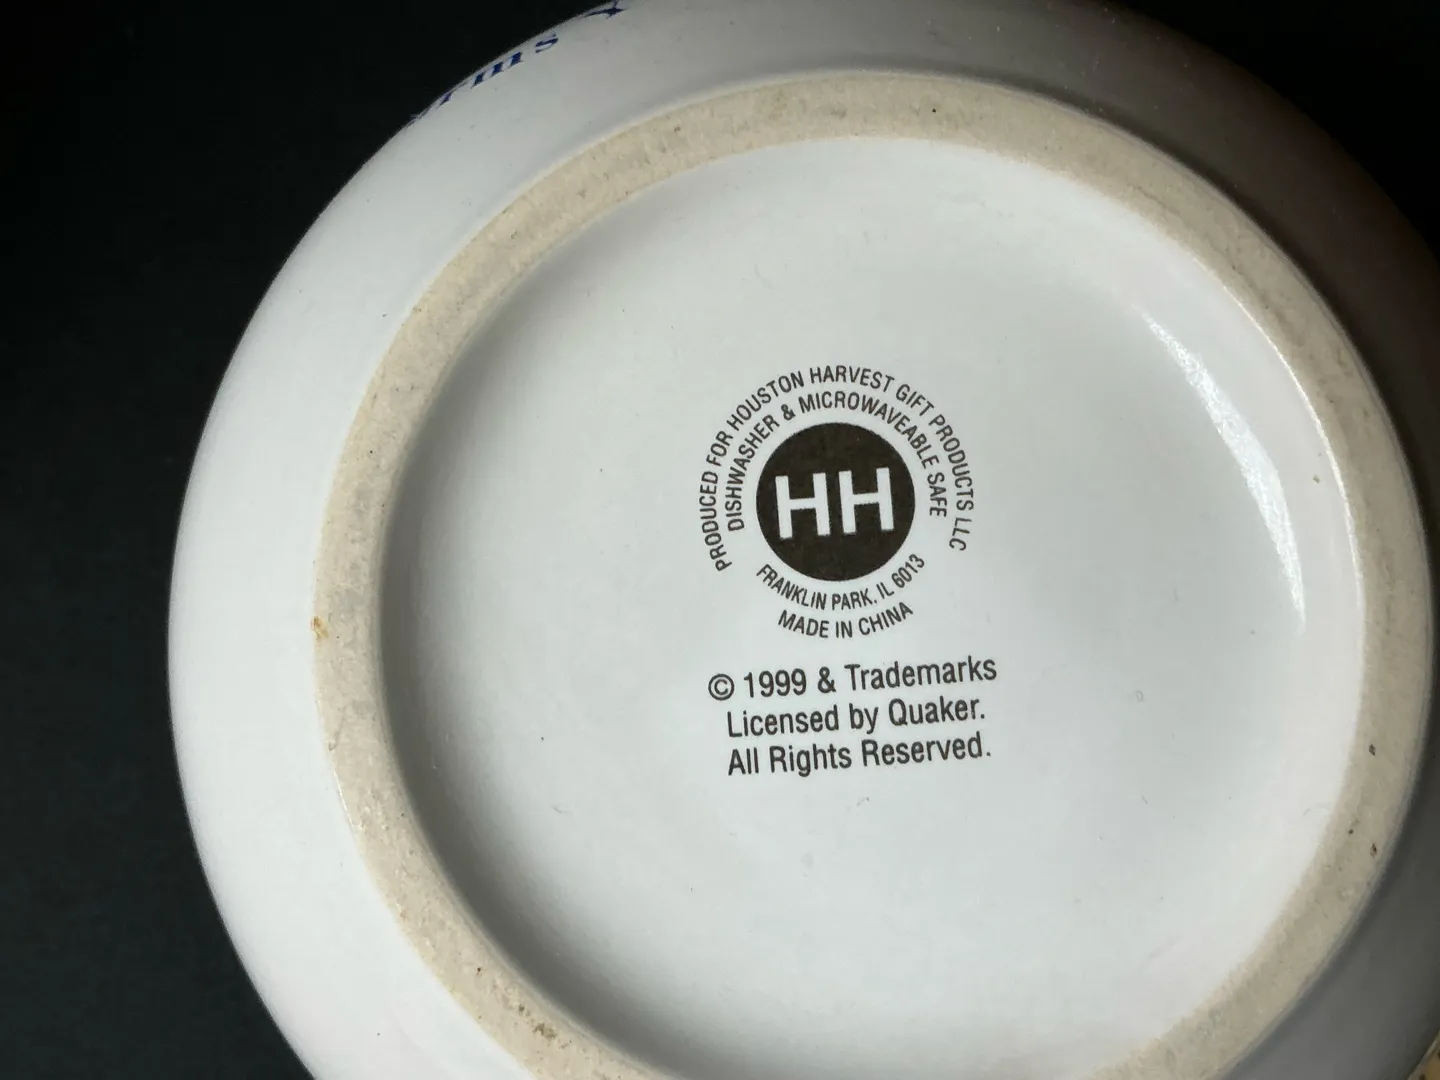 rms
PRODUCED FOR HOUSTON HARVEST GIFT PRODUCTS LLC
DISHWASHER & MICROWAVEABLE SAFE
HH
FRANKLIN PARK. IL 6013
MADE IN CHINA
© 1999 & Trademarks
Licensed by Quaker.
All Rights Reserved.